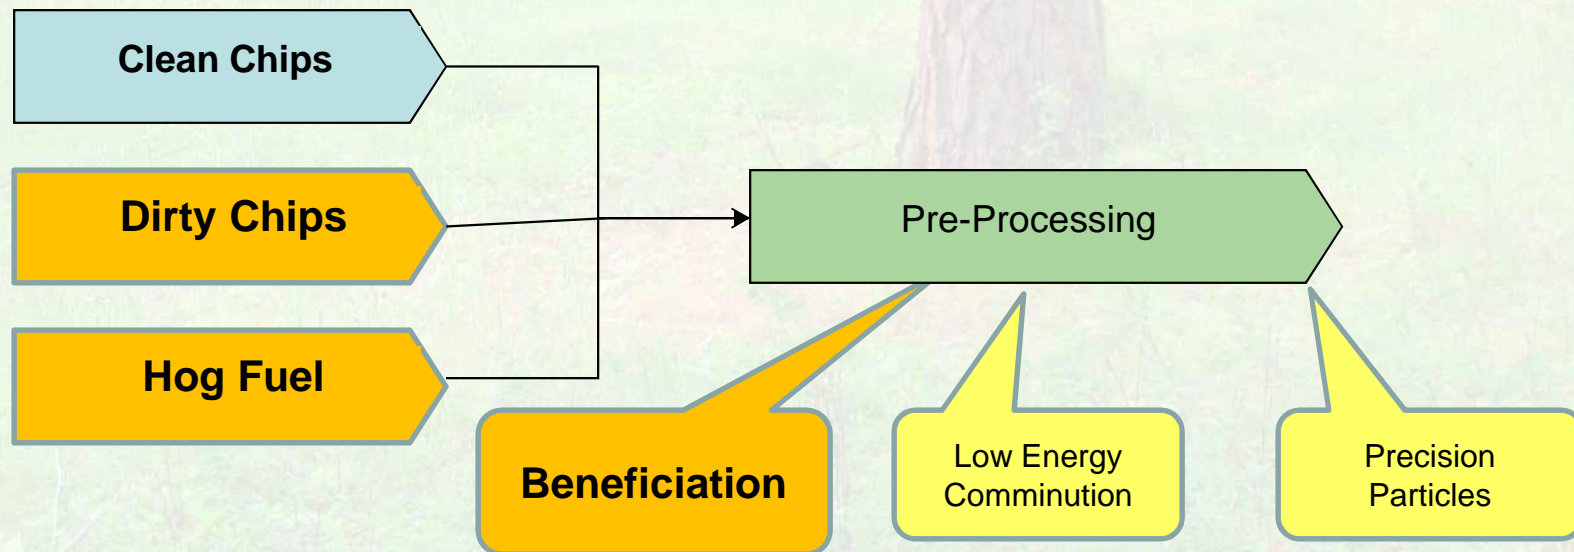 Clean Chips
Dirty Chips
Pre-Processing
Hog Fuel
Beneficiation
Low Energy
Comminution
Precision
Particles